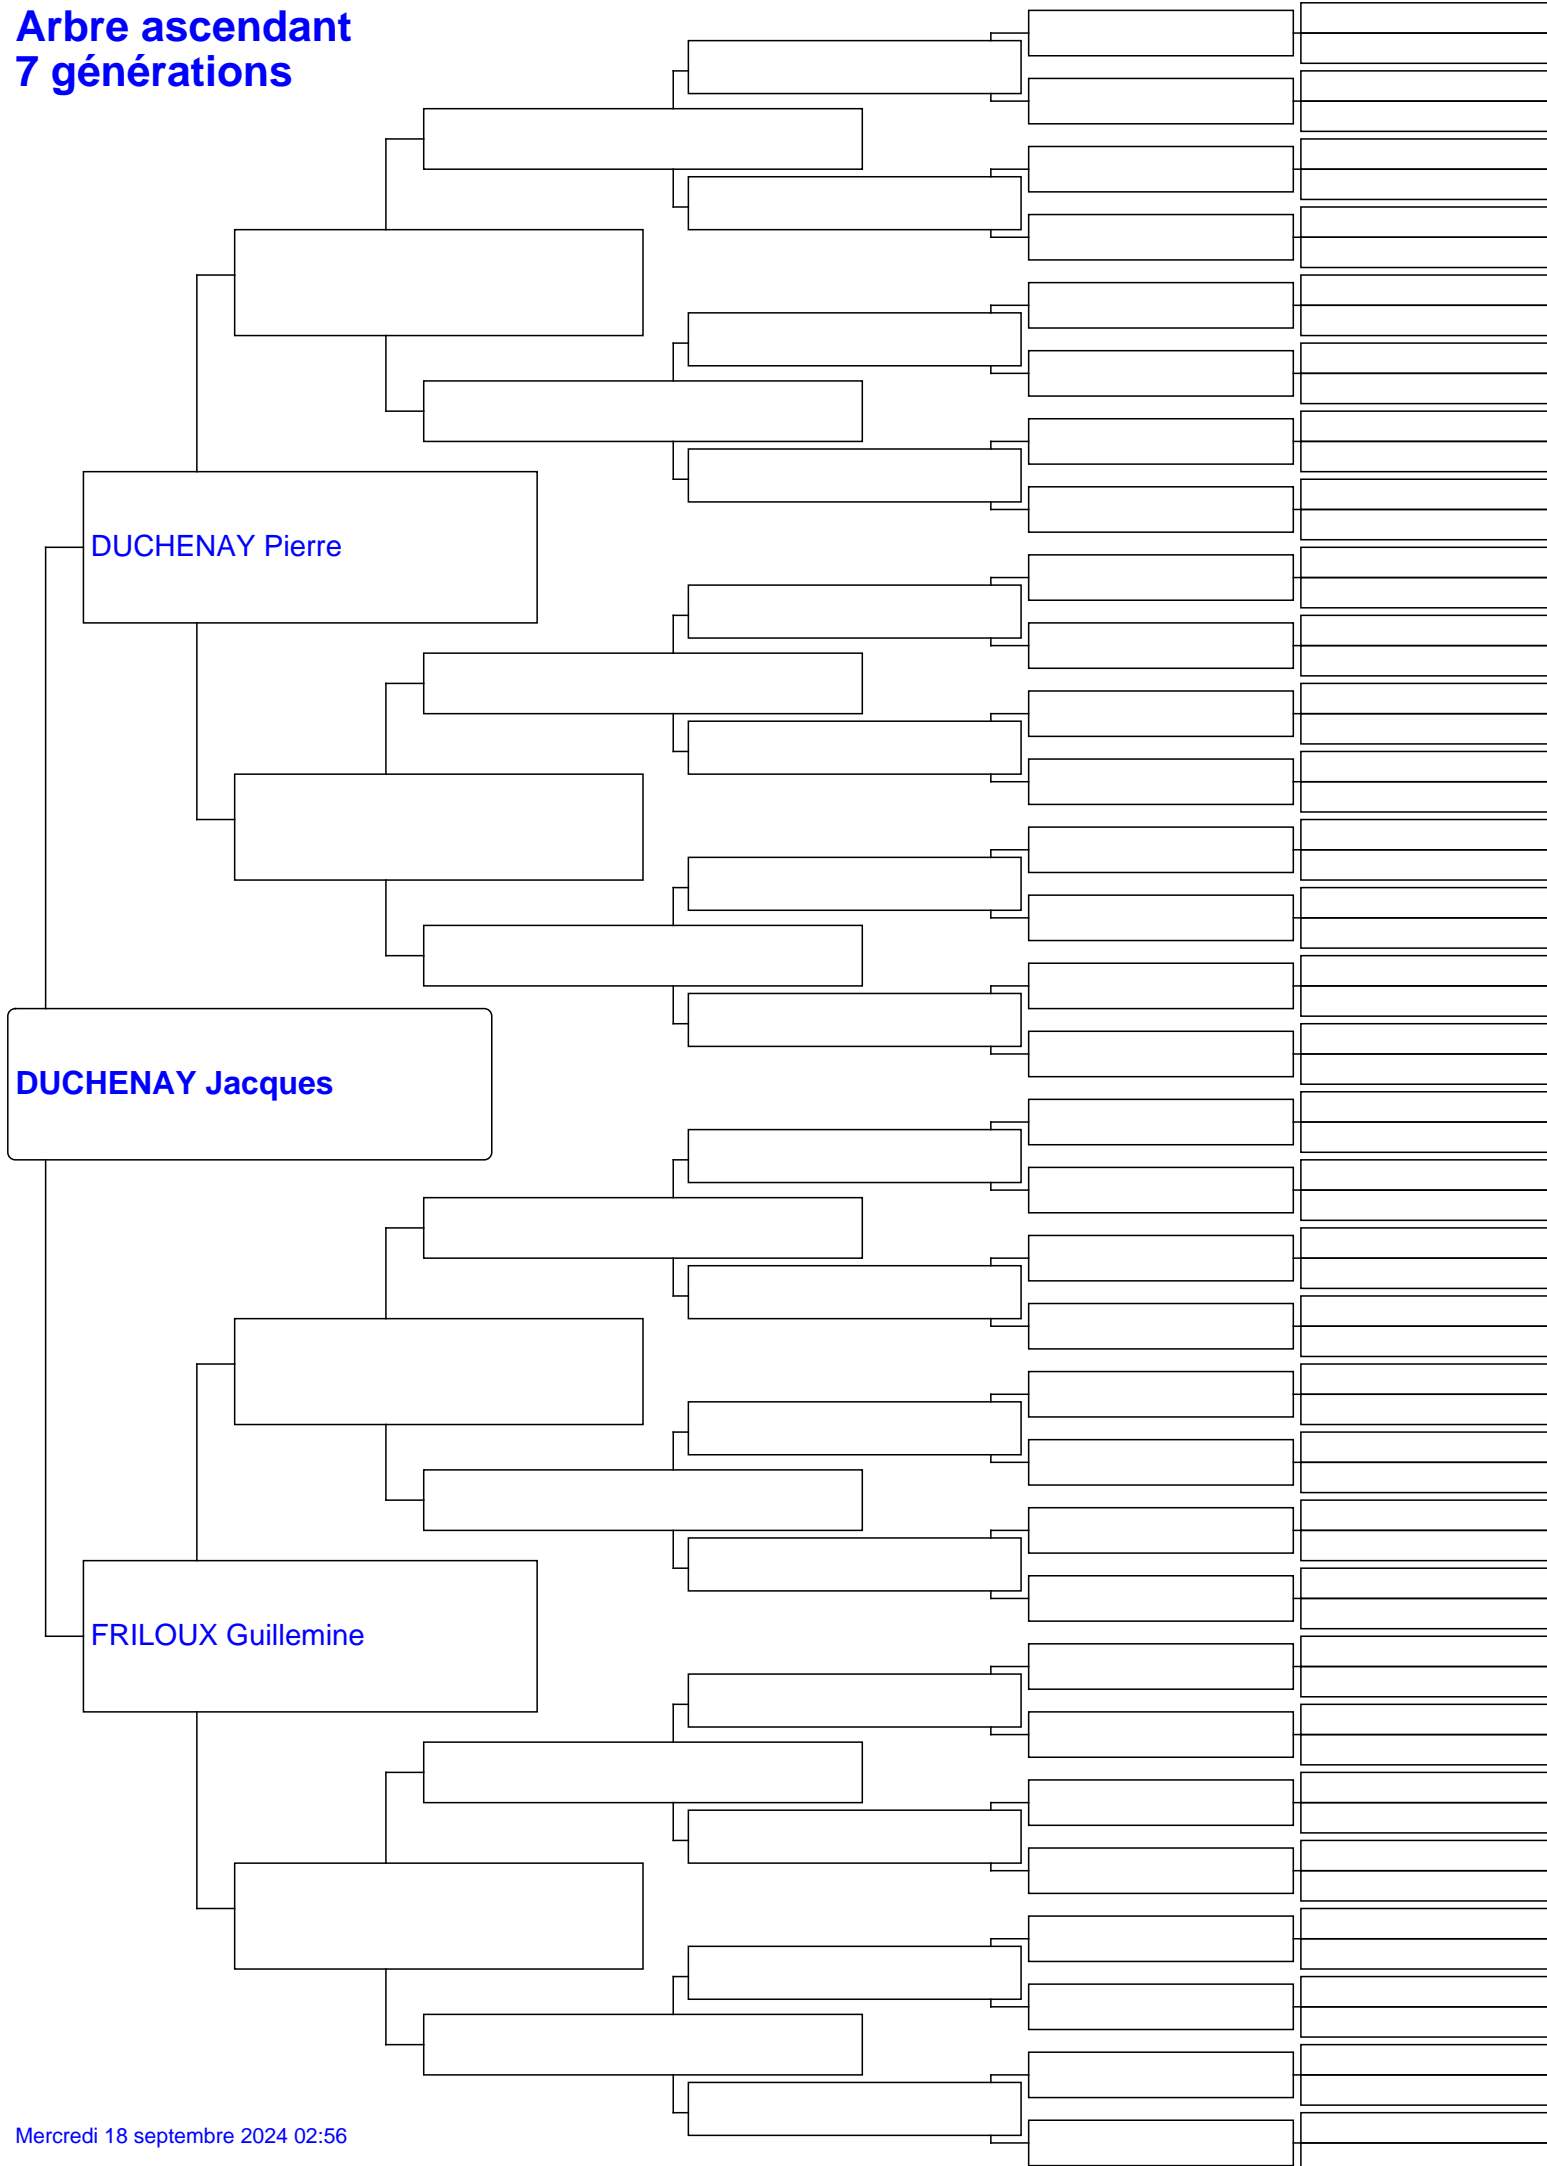 Arbre ascendant
7 générations
DUCHENAY Pierre
DUCHENAY Jacques
FRILOUX Guillemine
Mercredi 18 septembre 2024 02:56